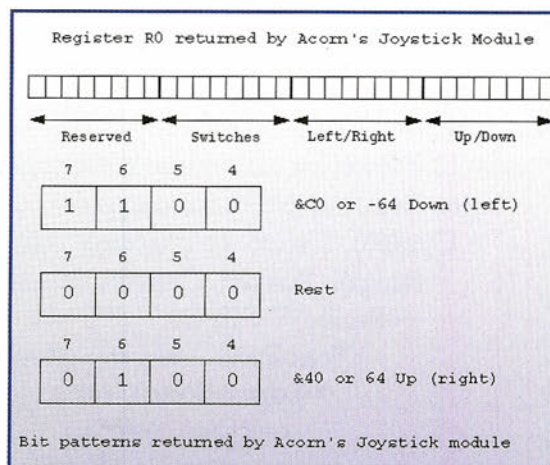 Register R0 returned by Acorn's Joystick Module
Reserved Switches Left/Right Up/Down
7 6 5 4
1 1 0 0 &C0 or -64 Down (left)
7 6 5 4
0 0 0 0 Rest
7 6 5 4
0 1 0 0 &40 or 64 Up (right)
Bit patterns returned by Acorn's Joystick module